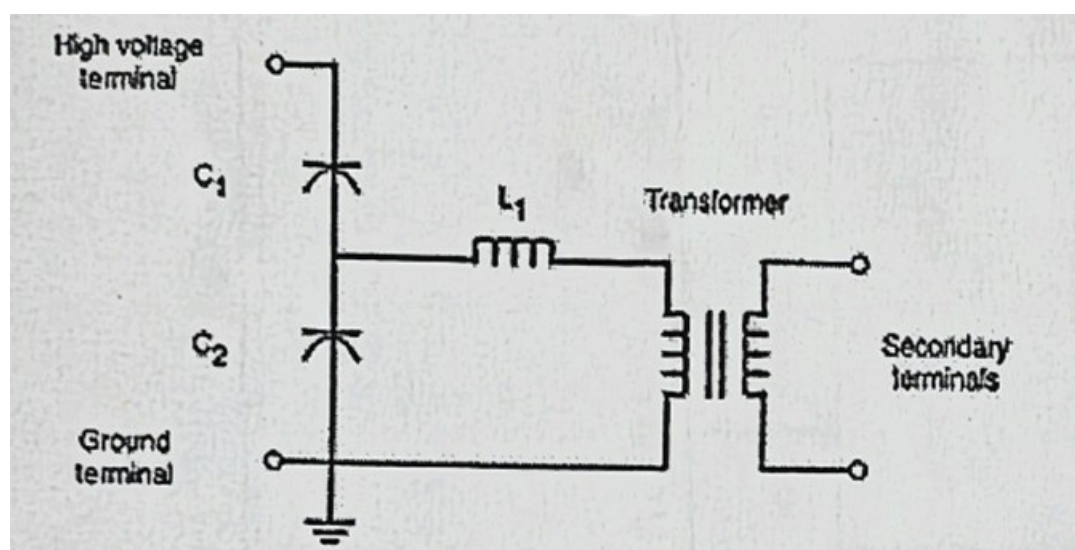 High voltage
terminal
C1
L1
Transformer
C2
Secondary
terminals
Ground
terminal